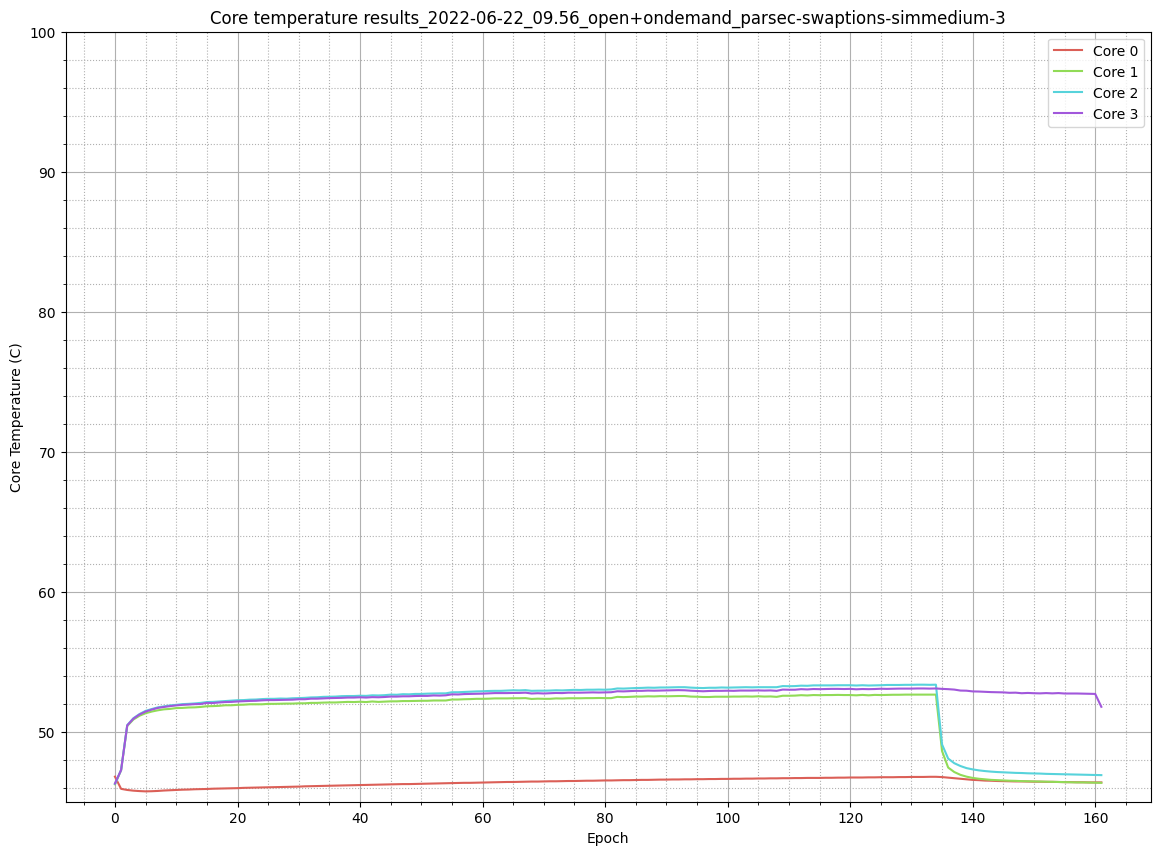 Core temperature results_2022-06-22_09.56_open+ondemand_parsec-swaptions-simmedium-3
Core 0
Core 1
Core 2
Core 3
Core Temperature (C)
100
90
80
70
60
50
0 20 40 60 80 100 120 140 160
Epoch